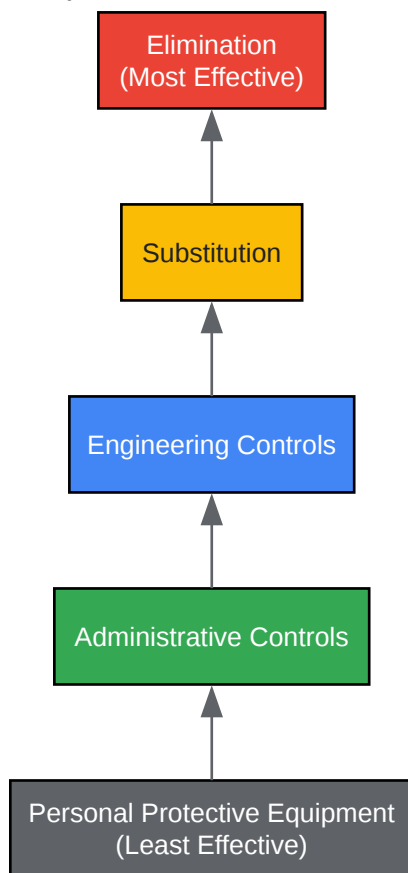 Elimination
(Most Effective)
Substitution
Engineering Controls
Administrative Controls
Personal Protective Equipment
(Least Effective)